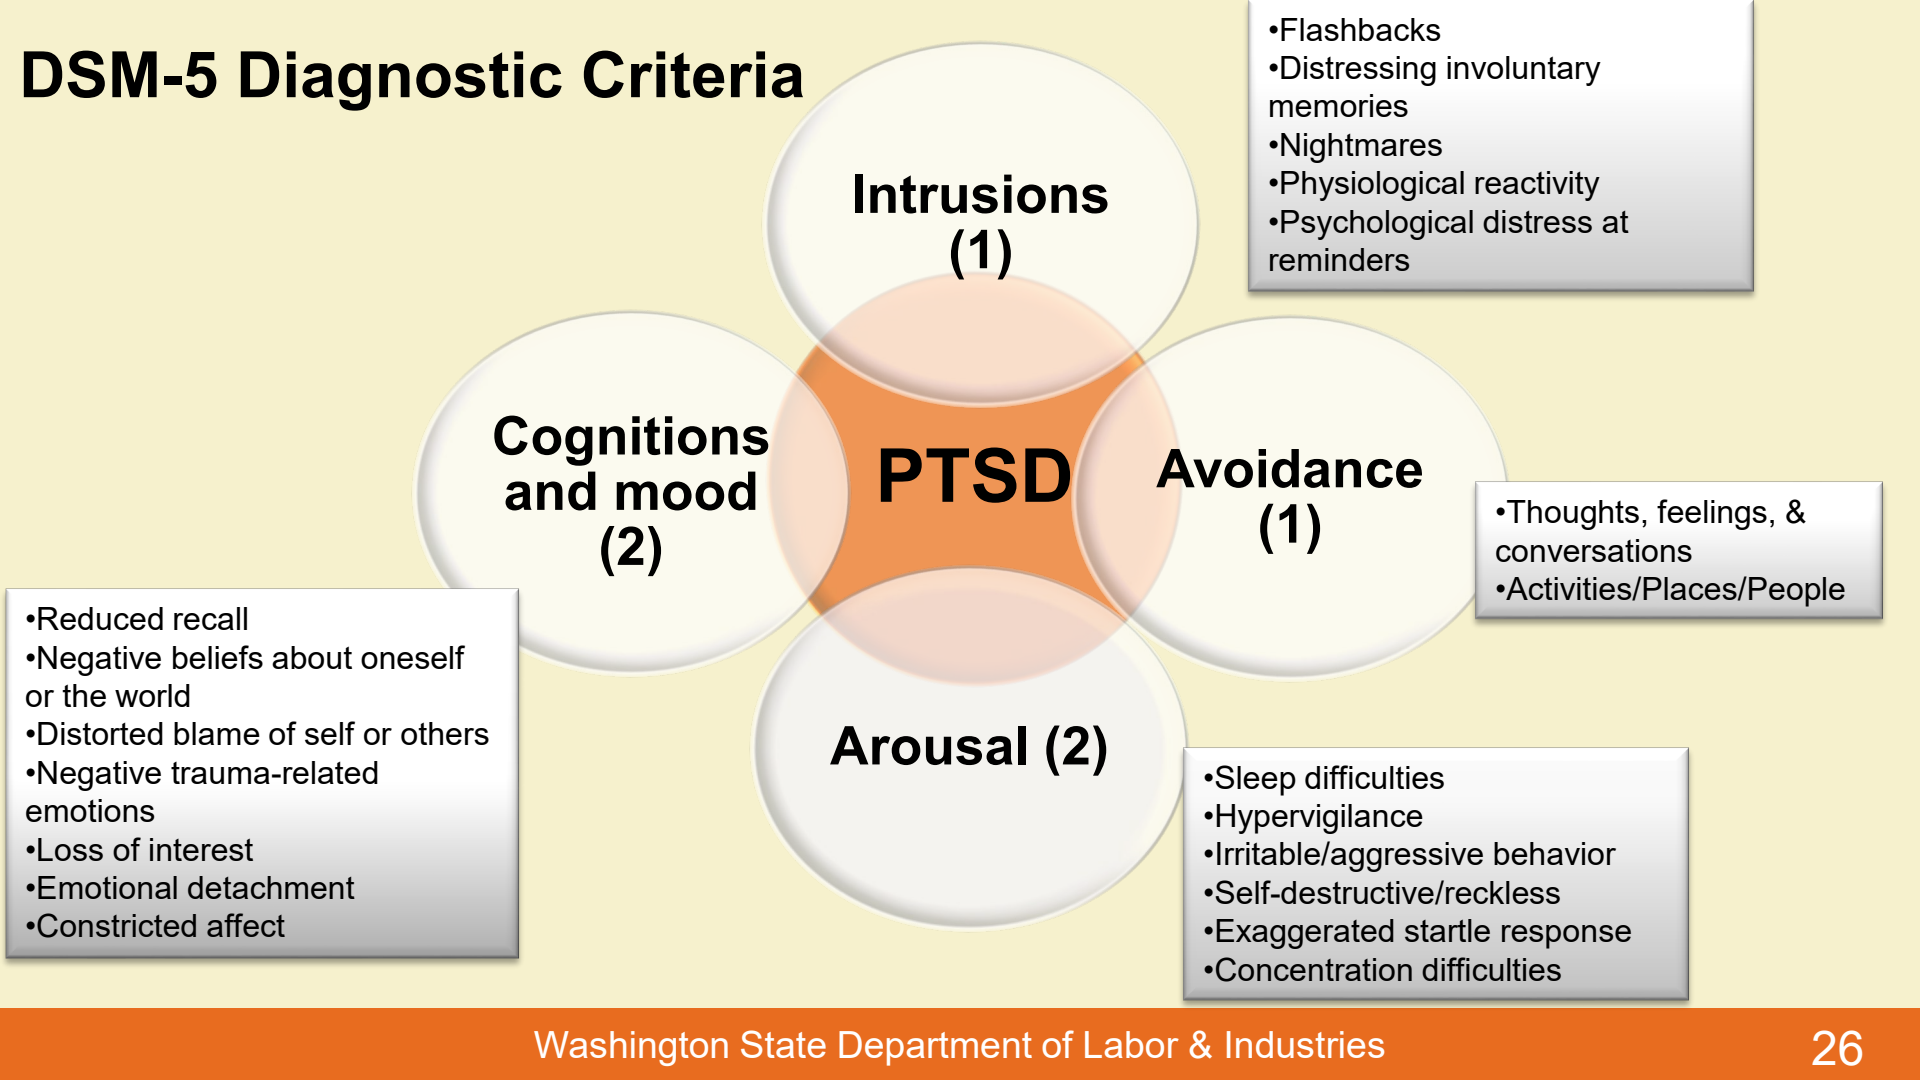 DSM-5 Diagnostic Criteria
•Flashbacks
•Distressing involuntary
memories
•Nightmares
•Physiological reactivity
•Psychological distress at
reminders
Intrusions
(1)
Cognitions
and mood
(2)
PTSD
Avoidance
(1)
•Thoughts, feelings, &
conversations
•Activities/Places/People
•Reduced recall
•Negative beliefs about oneself
or the world
•Distorted blame of self or others
•Negative trauma-related
emotions
•Loss of interest
•Emotional detachment
•Constricted affect
Arousal (2)
•Sleep difficulties
•Hypervigilance
•Irritable/aggressive behavior
•Self-destructive/reckless
•Exaggerated startle response
•Concentration difficulties
Washington State Department of Labor & Industries
26